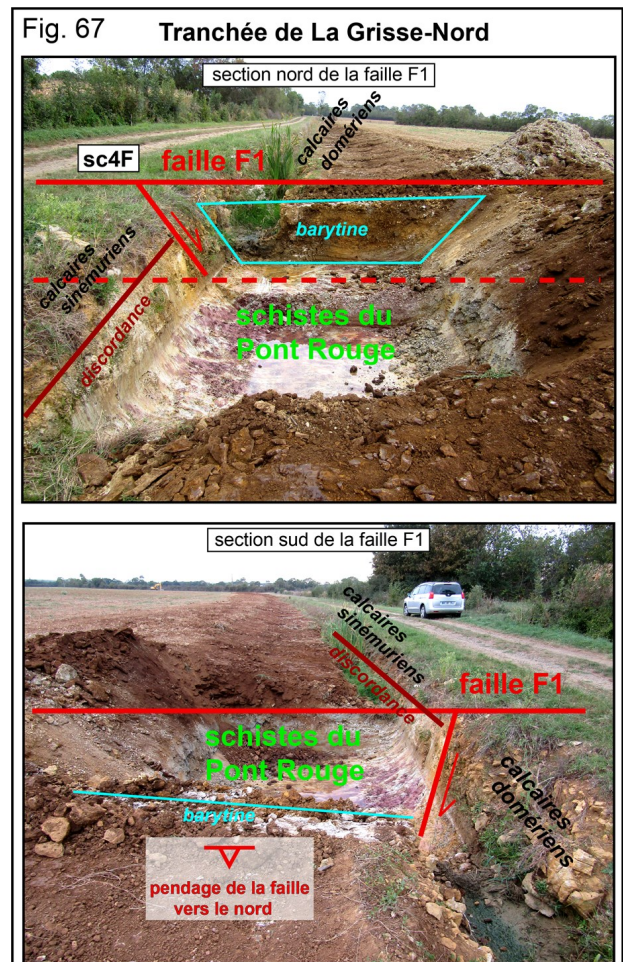 Fig. 67
Tranchée de La Grisse-Nord
section nord de la faille F1
calcaires
domériens
sc4F
faille F1
barytine
calcaires
sinémuriens
discordance
schistes du
Pont Rouge
section sud de la faille F1
calcaires
sinémuriens
discordance
faille F1
schistes du
Pont Rouge
calcaires
domériens
barytine
pendage de la faille
vers le nord